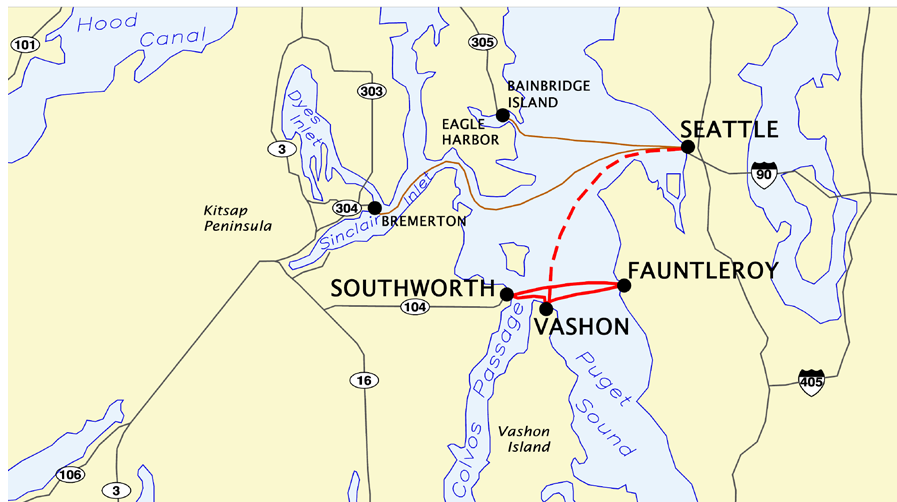 Hood
Canal
101
3
305
303
BAINBRIDGE
ISLAND
Dyes
Inlet
EAGLE
HARBOR
SEATTLE
3
90
304
Kitsap
Peninsula
BREMERTON
Sinclair
Inlet
FAUNTLEROY
SOUTHWORTH
104
VASHON
Colvos Passage
Puget
Sound
16
405
Vashon
Island
106
3